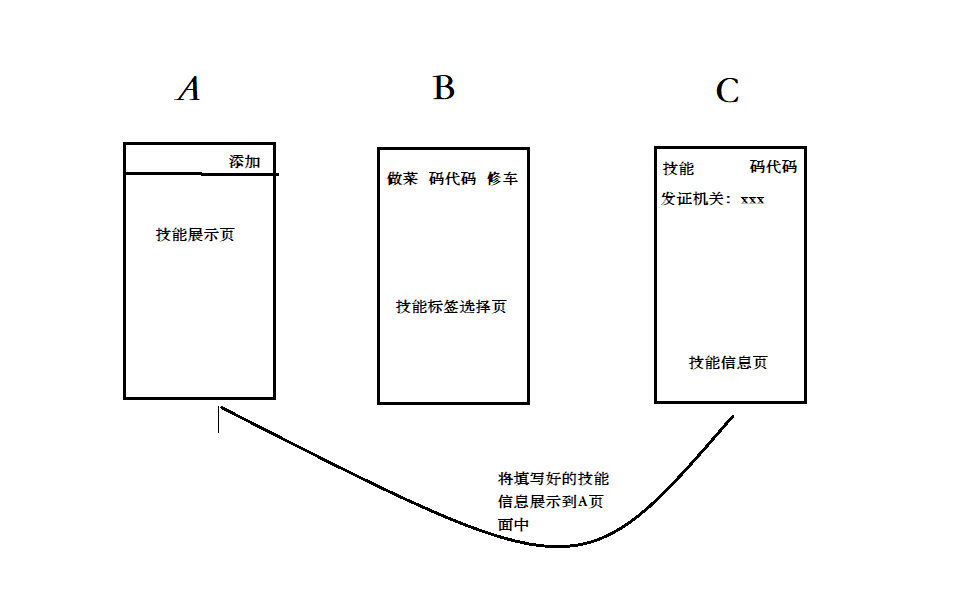 A
B
C
添加
技能展示页
做菜 码代码 修车
技能标签选择页
技能 码代码
发证机关：xxx
技能信息页
将填写好的技能
信息展示到A页
面中